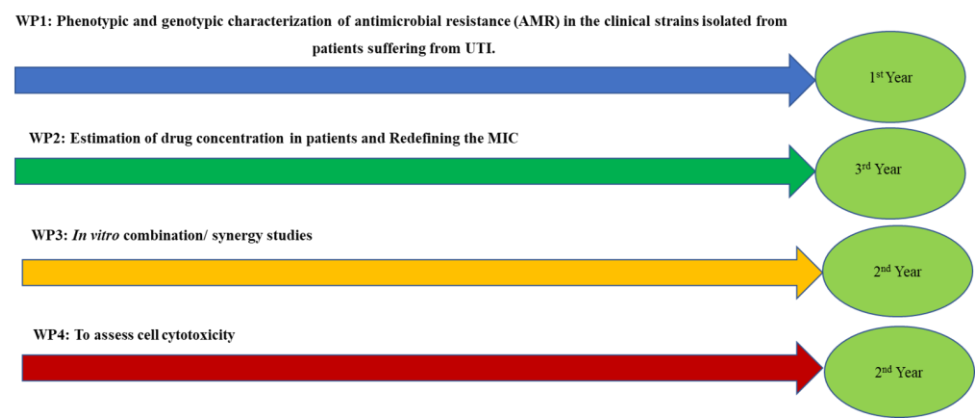 WP1: Phenotypic and genotypic characterization of antimicrobial resistance (AMR) in the clinical strains isolated from
patients suffering from UTI.
1st Year
WP2: Estimation of drug concentration in patients and Redefining the MIC
3rd Year
WP3: In vitro combination/ synergy studies
2nd Year
WP4: To assess cell cytotoxicity
2nd Year